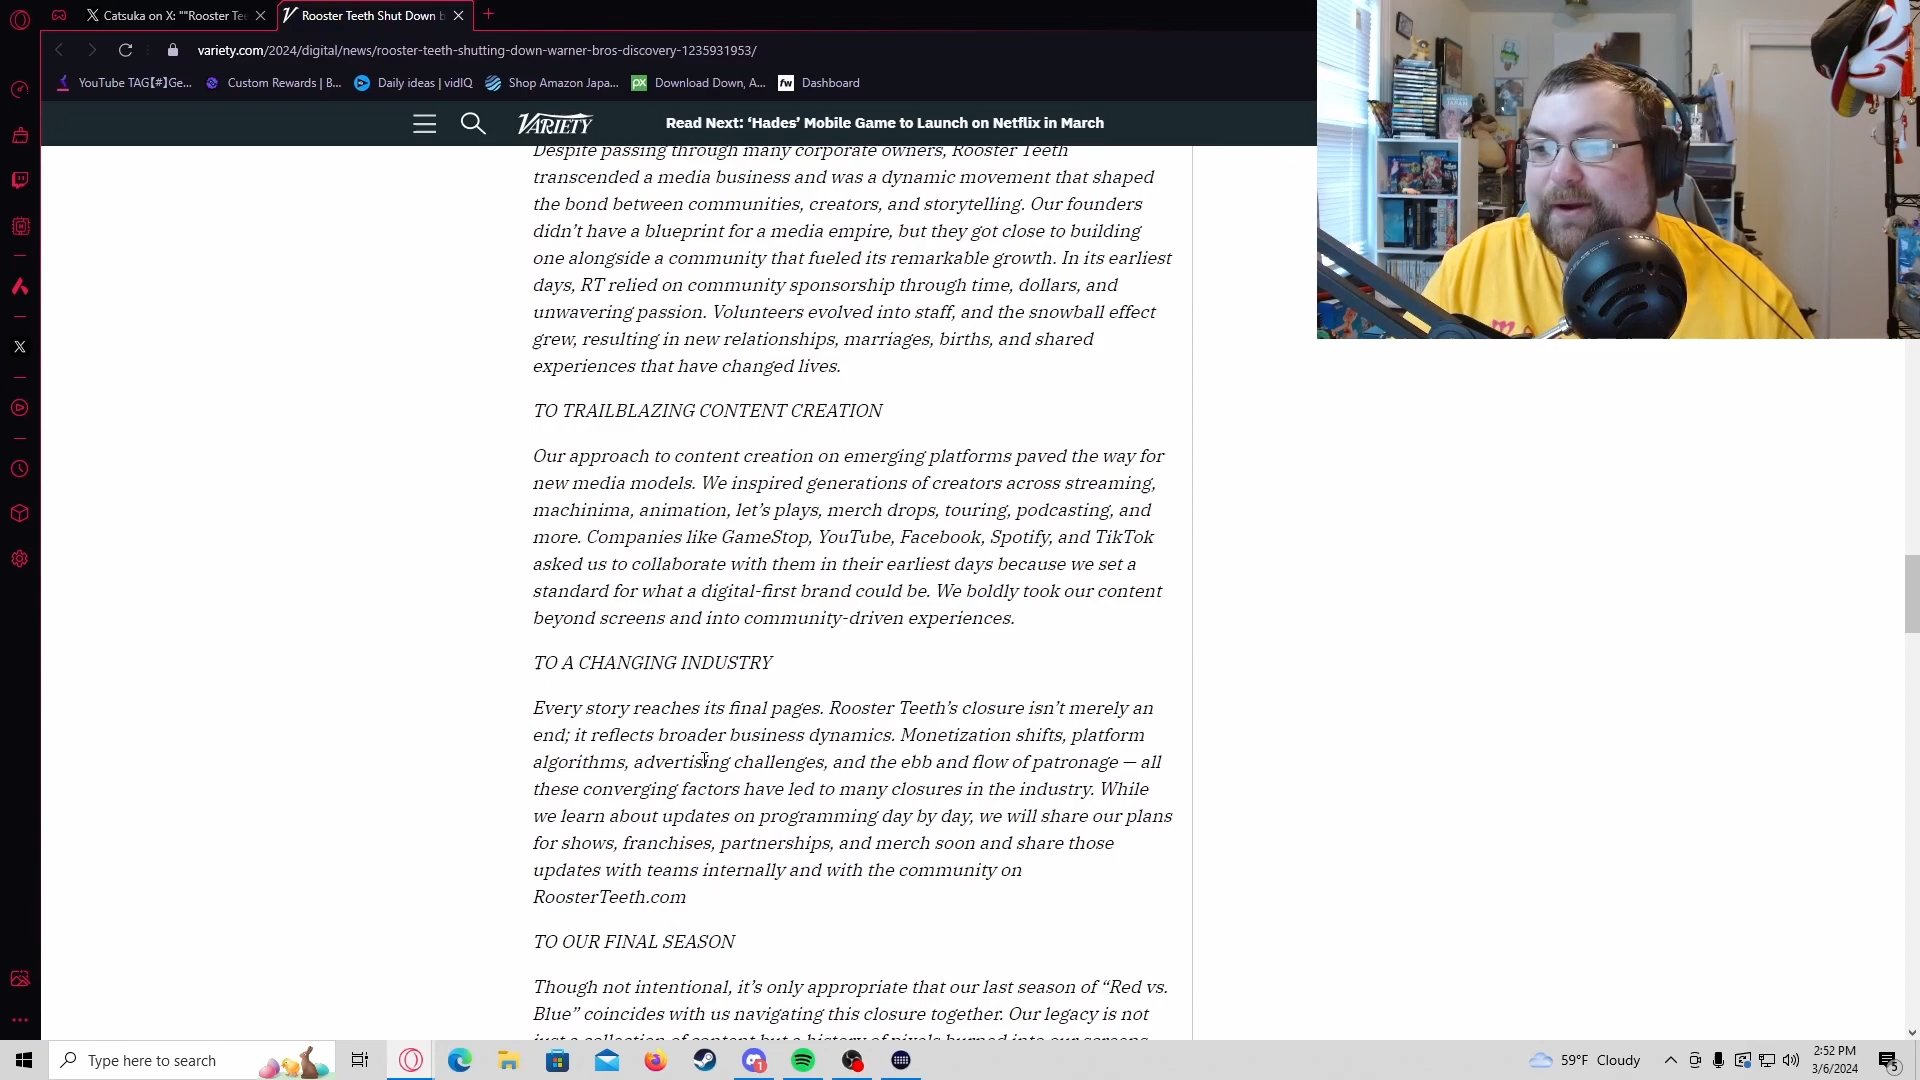 Catsuka on X: ""Rooster Tee
Rooster Teeth Shut Down b
variety.com/2024/digital/news/rooster-teeth-shutting-down-warner-bros-discovery-1235931953/
YouTube TAG【#】Ge...
Custom Rewards | B...
Daily ideas | vidIQ
Shop Amazon Japa...
Download Down, A...
Dashboard
VARIETY
Read Next: ‘Hades’ Mobile Game to Launch on Netflix in March
Despite passing through many corporate owners, Rooster Teeth
transcended a media business and was a dynamic movement that shaped
the bond between communities, creators, and storytelling. Our founders
didn’t have a blueprint for a media empire, but they got close to building
one alongside a community that fueled its remarkable growth. In its earliest
days, RT relied on community sponsorship through time, dollars, and
unwavering passion. Volunteers evolved into staff, and the snowball effect
grew, resulting in new relationships, marriages, births, and shared
experiences that have changed lives.
TO TRAILBLAZING CONTENT CREATION
Our approach to content creation on emerging platforms paved the way for
new media models. We inspired generations of creators across streaming,
machinima, animation, let’s plays, merch drops, touring, podcasting, and
more. Companies like GameStop, YouTube, Facebook, Spotify, and TikTok
asked us to collaborate with them in their earliest days because we set a
standard for what a digital-first brand could be. We boldly took our content
beyond screens and into community-driven experiences.
TO A CHANGING INDUSTRY
Every story reaches its final pages. Rooster Teeth’s closure isn’t merely an
end; it reflects broader business dynamics. Monetization shifts, platform
algorithms, advertising challenges, and the ebb and flow of patronage — all
these converging factors have led to many closures in the industry. While
we learn about updates on programming day by day, we will share our plans
for shows, franchises, partnerships, and merch soon and share those
updates with teams internally and with the community on
RoosterTeeth.com
TO OUR FINAL SEASON
Though not intentional, it’s only appropriate that our last season of “Red vs.
Blue” coincides with us navigating this closure together. Our legacy is not
just a collection of content but a history of pixels burned into our screens,
Type here to search
59°F Cloudy
2:52 PM
3/6/2024
5